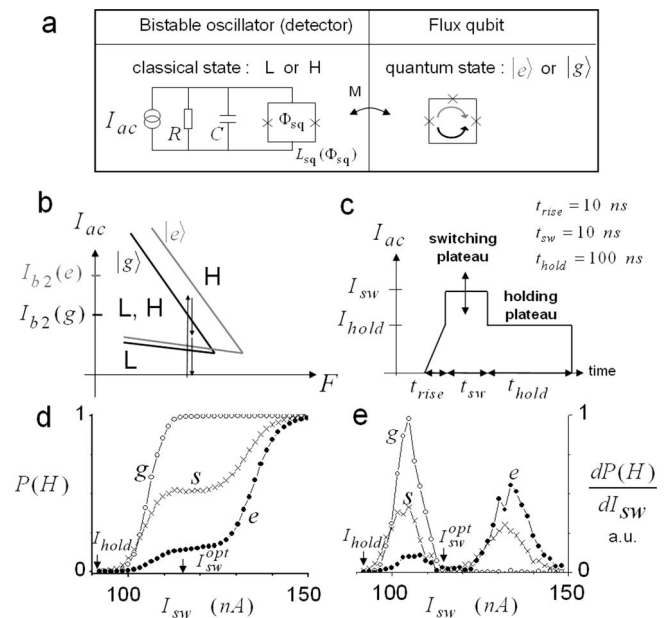 a
Bistable oscillator (detector)
Flux qubit
classical state : L or H
quantum state : |e⟩ or |g⟩
M
I_ac
R
C
Φ_sq
L_sq(Φ_sq)
b
I_ac
|e⟩
|g⟩
I_b2(e)
H
I_b2(g)
L, H
L
F
c
t_rise = 10 ns
t_sw = 10 ns
t_hold = 100 ns
I_ac
switching
plateau
I_sw
holding
plateau
I_hold
time
t_rise t_sw t_hold
d
1
P(H)
g
s
e
I_hold
I_sw^opt
0
100 150
I_sw (nA)
e
1
g
e
s
dP(H)
dI_sw
a.u.
I_hold
I_sw^opt
0
100 150
I_sw (nA)